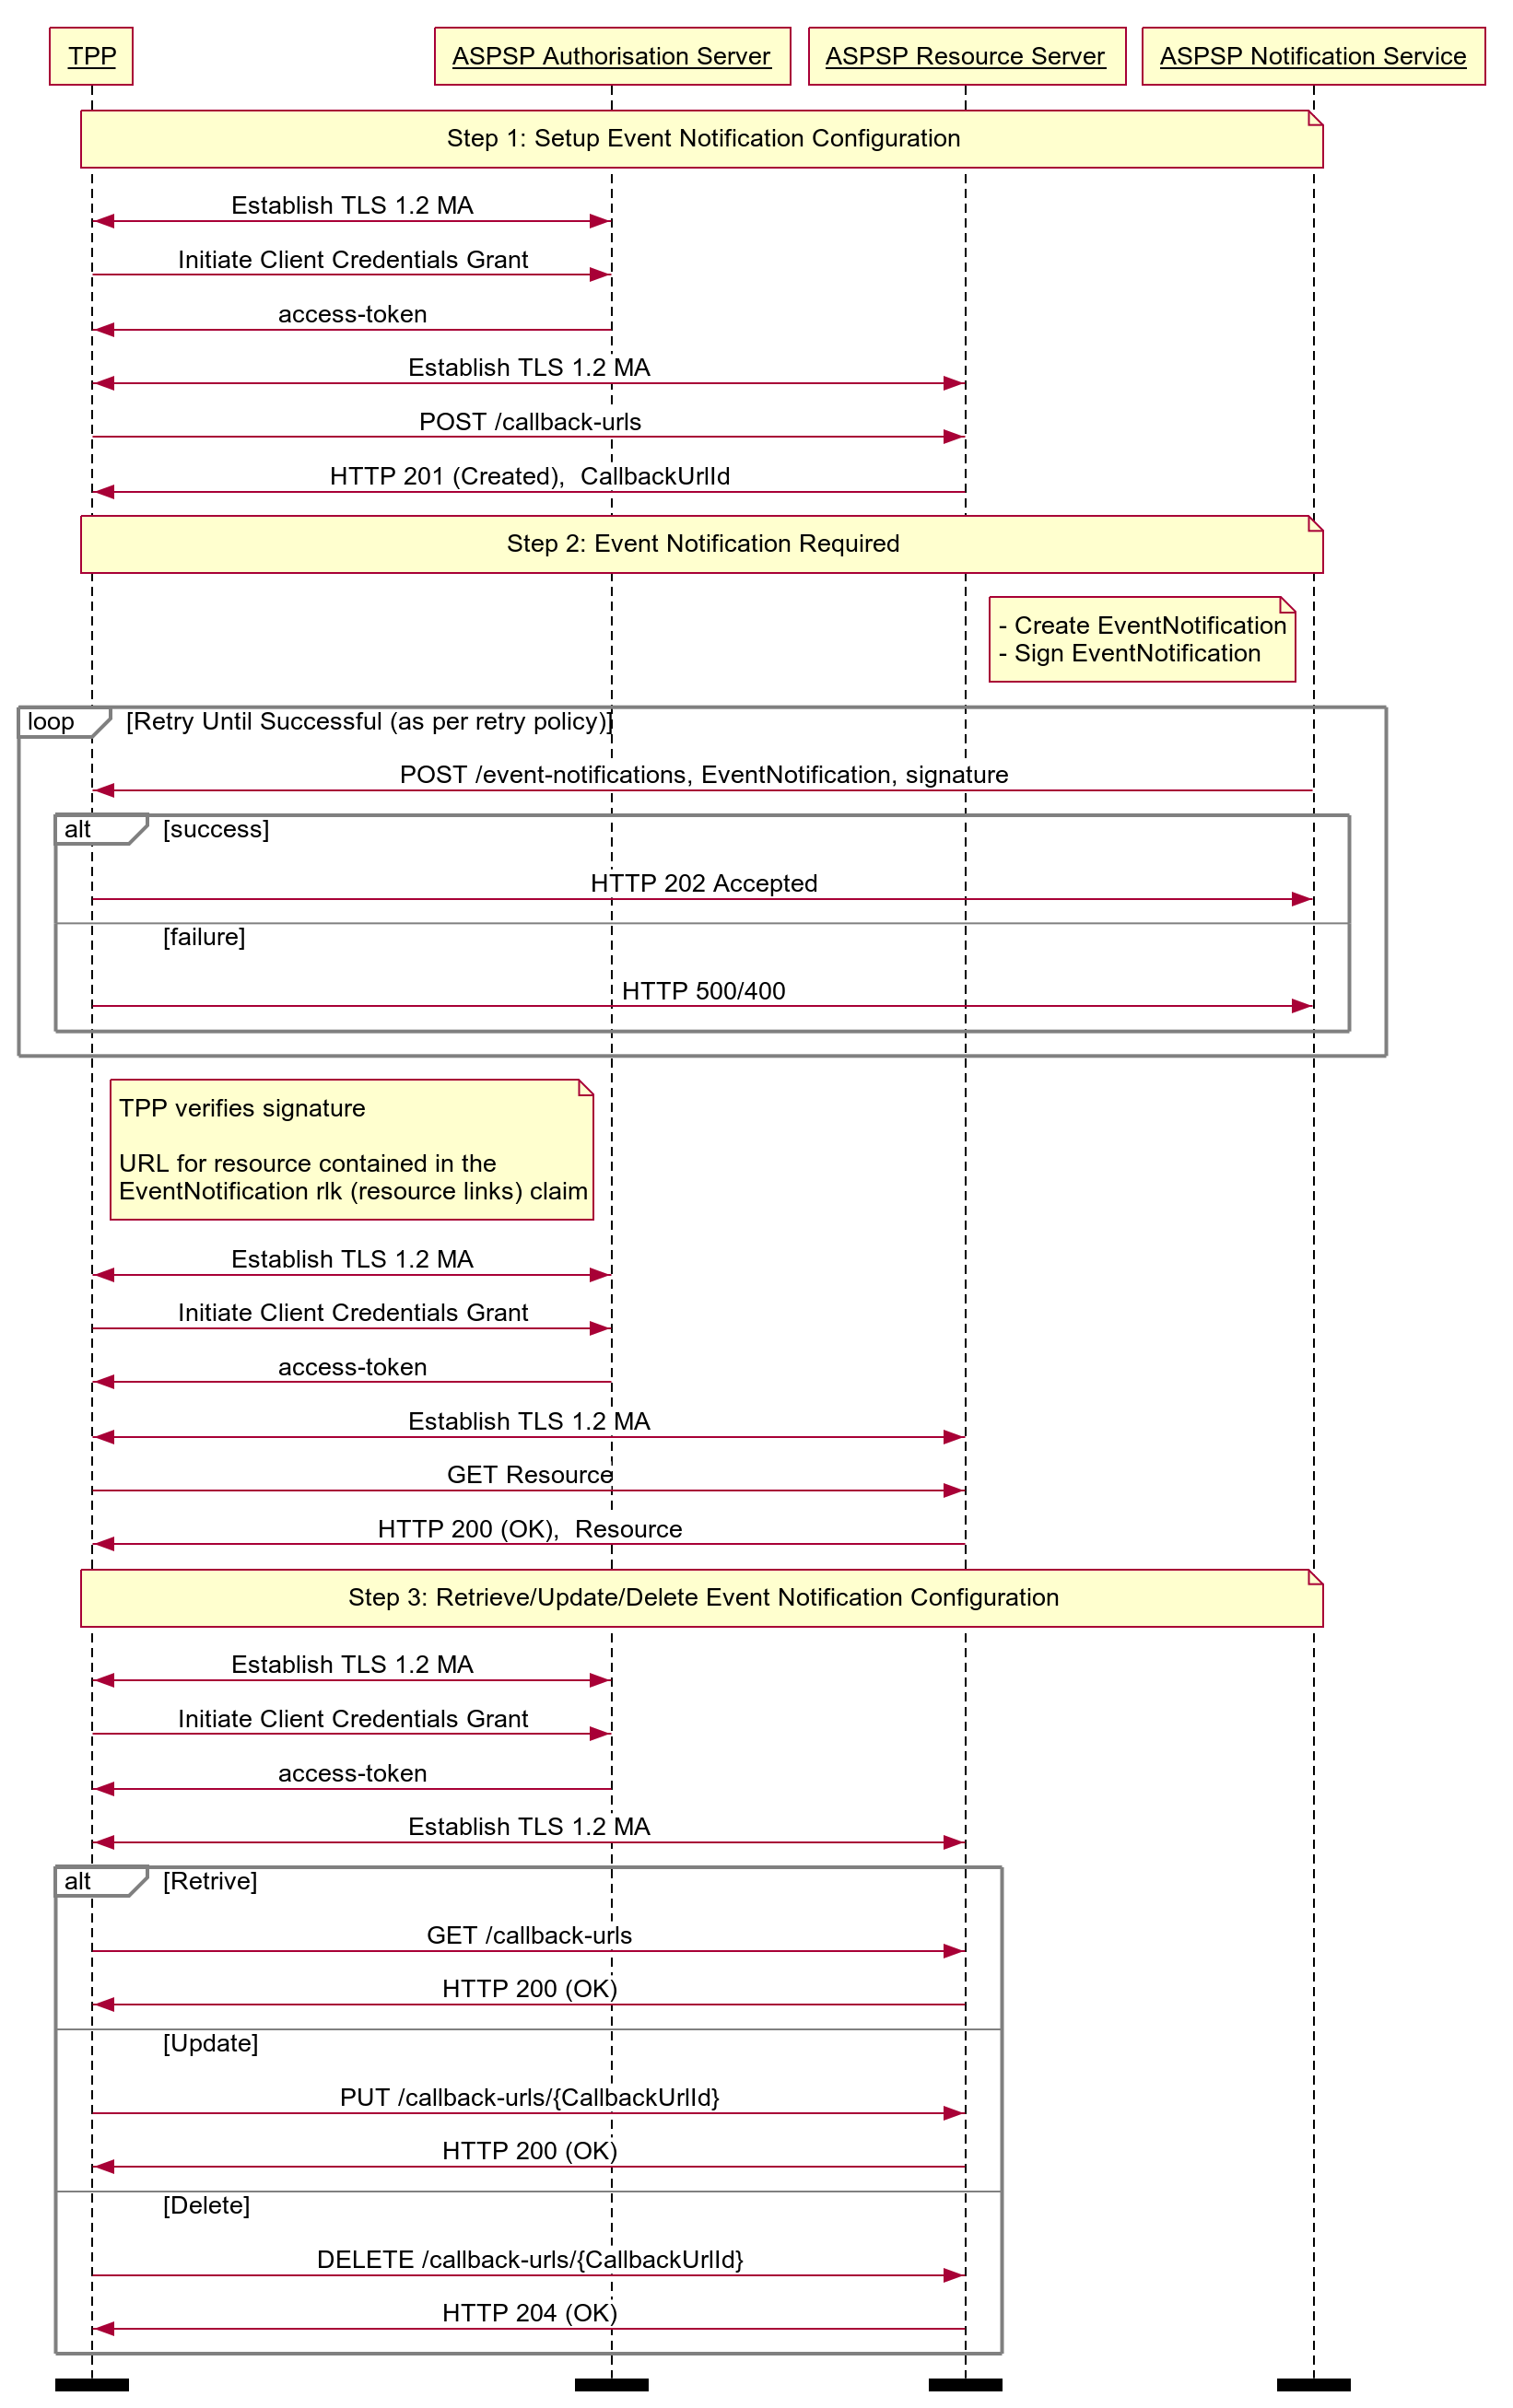 TPP
ASPSP Authorisation Server
ASPSP Resource Server
ASPSP Notification Service
Step 1: Setup Event Notification Configuration
Establish TLS 1.2 MA
Initiate Client Credentials Grant
access-token
Establish TLS 1.2 MA
POST /callback-urls
HTTP 201 (Created),  CallbackUrlId
Step 2: Event Notification Required
- Create EventNotification
- Sign EventNotification
loop
[Retry Until Successful (as per retry policy)]
POST /event-notifications, EventNotification, signature
alt
[success]
HTTP 202 Accepted
[failure]
HTTP 500/400
TPP verifies signature
URL for resource contained in the
EventNotification rlk (resource links) claim
Establish TLS 1.2 MA
Initiate Client Credentials Grant
access-token
Establish TLS 1.2 MA
GET Resource
HTTP 200 (OK),  Resource
Step 3: Retrieve/Update/Delete Event Notification Configuration
Establish TLS 1.2 MA
Initiate Client Credentials Grant
access-token
Establish TLS 1.2 MA
alt
[Retrive]
GET /callback-urls
HTTP 200 (OK)
[Update]
PUT /callback-urls/{CallbackUrlId}
HTTP 200 (OK)
[Delete]
DELETE /callback-urls/{CallbackUrlId}
HTTP 204 (OK)